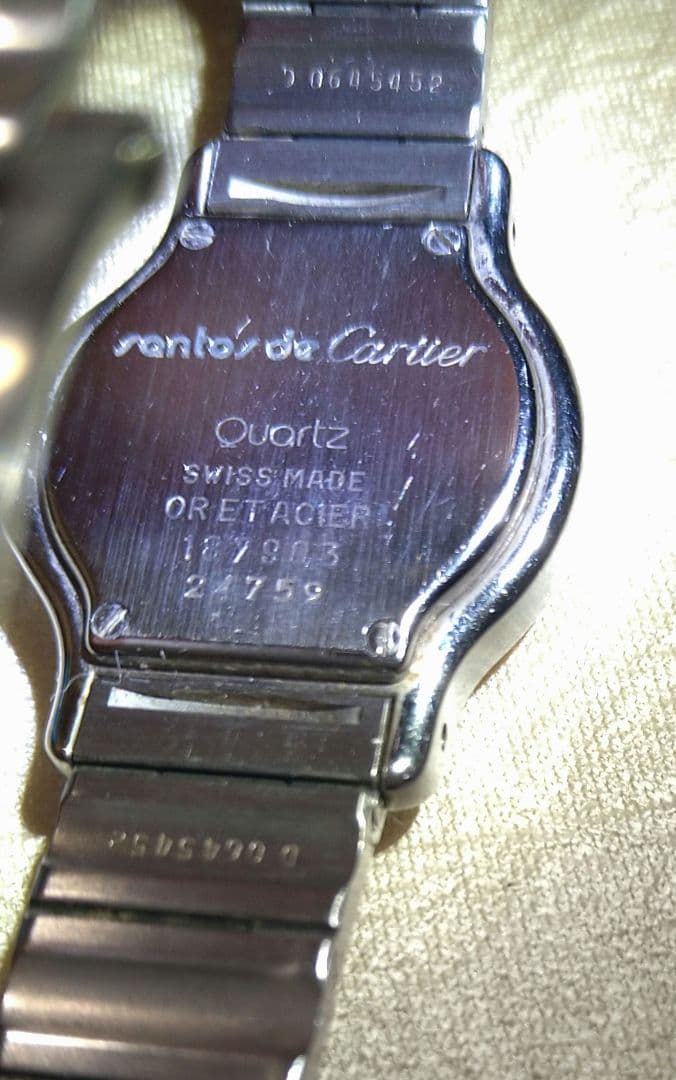 D 0645452
santos de Cartier
Quartz
SWISS MADE
OR ET ACIER
187903
24759
D 0645452